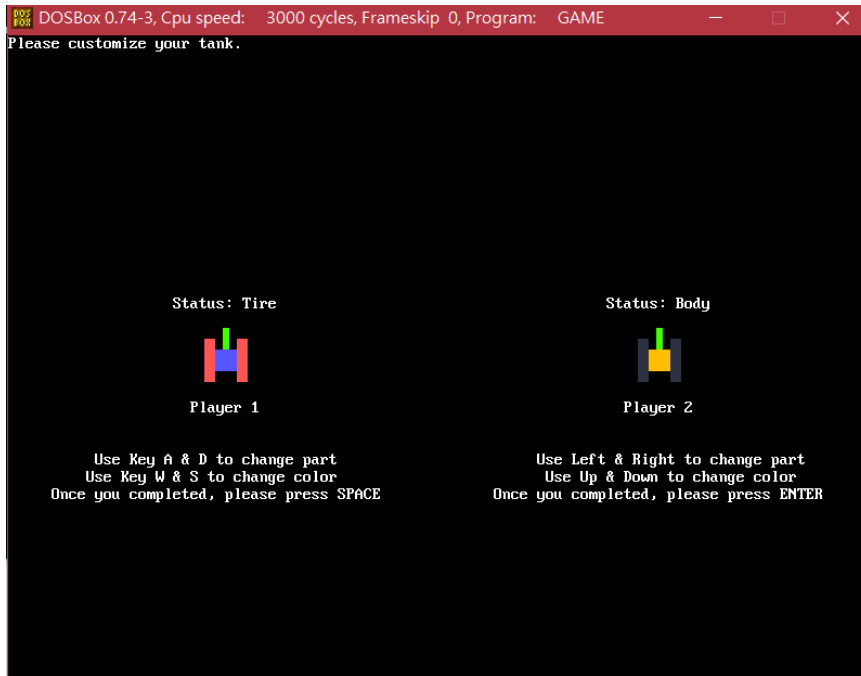 DOS BOX DOSBox 0.74-3, Cpu speed: 3000 cycles, Frameskip 0, Program: GAME
Please customize your tank.
Status: Tire
Player 1
Use Key A & D to change part
Use Key W & S to change color
Once you completed, please press SPACE
Status: Body
Player 2
Use Left & Right to change part
Use Up & Down to change color
Once you completed, please press ENTER